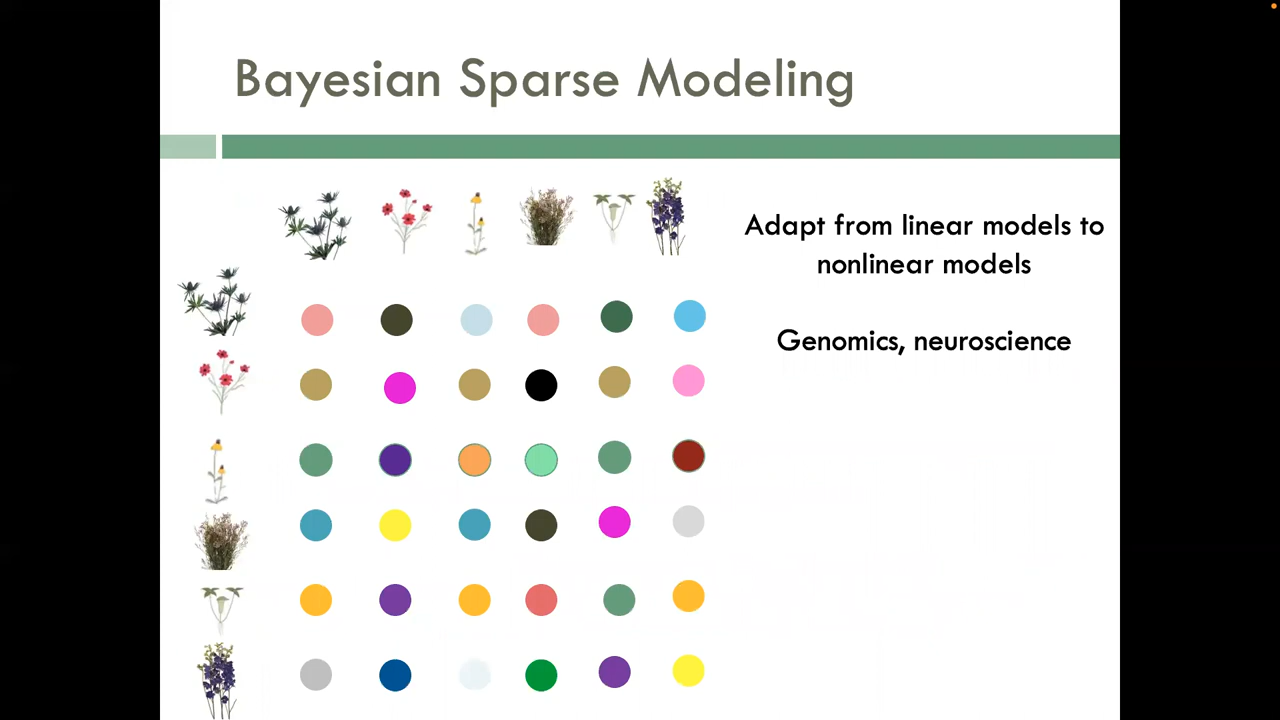 Bayesian Sparse Modeling
Adapt from linear models to
nonlinear models
Genomics, neuroscience